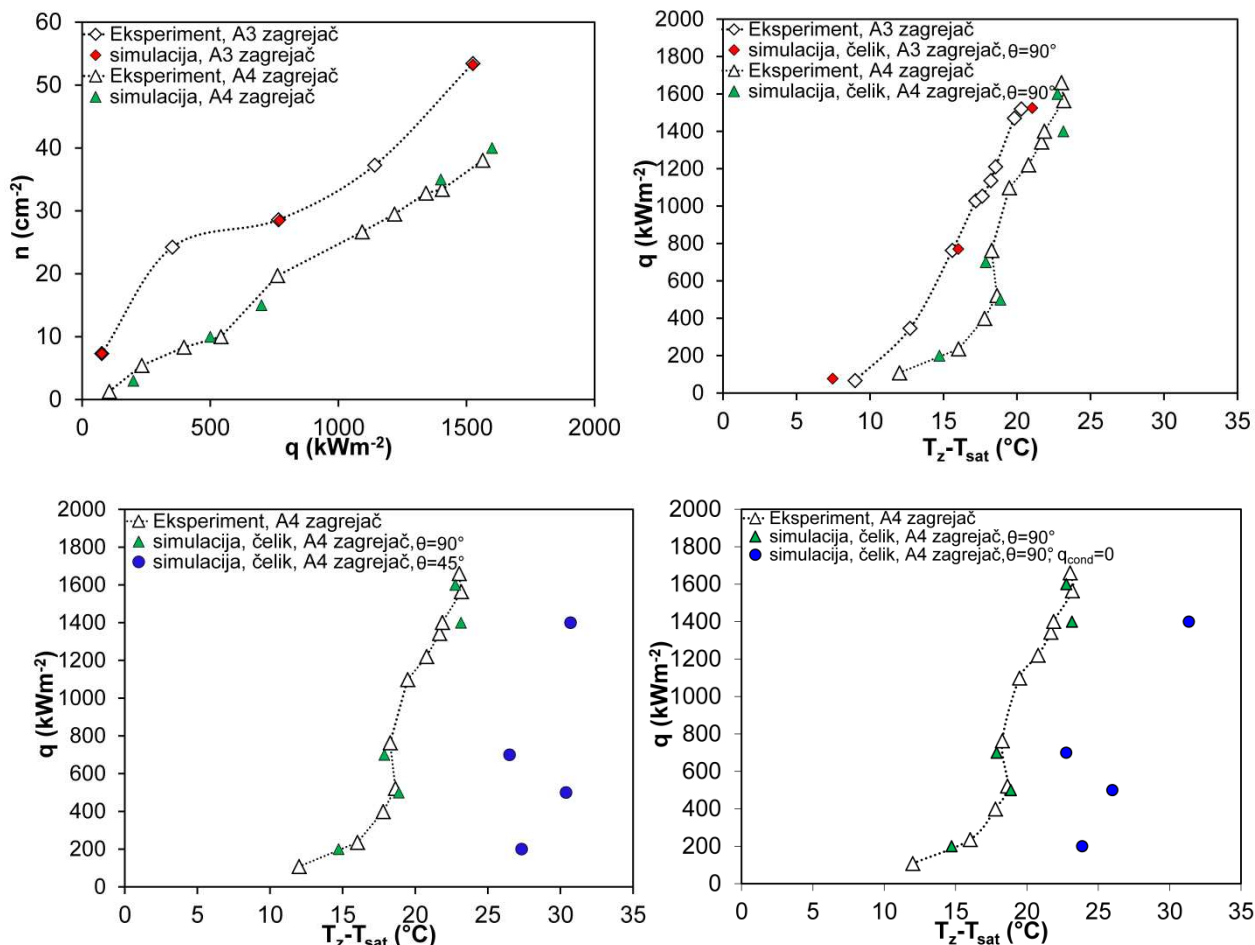 60
50
40
30
20
10
0
n (cm-2)
Eksperiment, A3 zagrejač
simulacija, A3 zagrejač
Eksperiment, A4 zagrejač
simulacija, A4 zagrejač
0 500 1000 1500 2000
q (kWm-2)
2000
1800
1600
1400
1200
1000
800
600
400
200
0
q (kWm-2)
Eksperiment, A3 zagrejač
simulacija, čelik, A3 zagrejač,θ=90°
Eksperiment, A4 zagrejač
simulacija, čelik, A4 zagrejač,θ=90°
0 5 10 15 20 25 30 35
Tz-Tsat (°C)
2000
1800
1600
1400
1200
1000
800
600
400
200
0
q (kWm-2)
Eksperiment, A4 zagrejač
simulacija, čelik, A4 zagrejač,θ=90°
simulacija, čelik, A4 zagrejač,θ=45°
0 5 10 15 20 25 30 35
Tz-Tsat (°C)
2000
1800
1600
1400
1200
1000
800
600
400
200
0
q (kWm-2)
Eksperiment, A4 zagrejač
simulacija, čelik, A4 zagrejač,θ=90°
simulacija, čelik, A4 zagrejač,θ=90°, qcond=0
0 5 10 15 20 25 30 35
Tz-Tsat (°C)